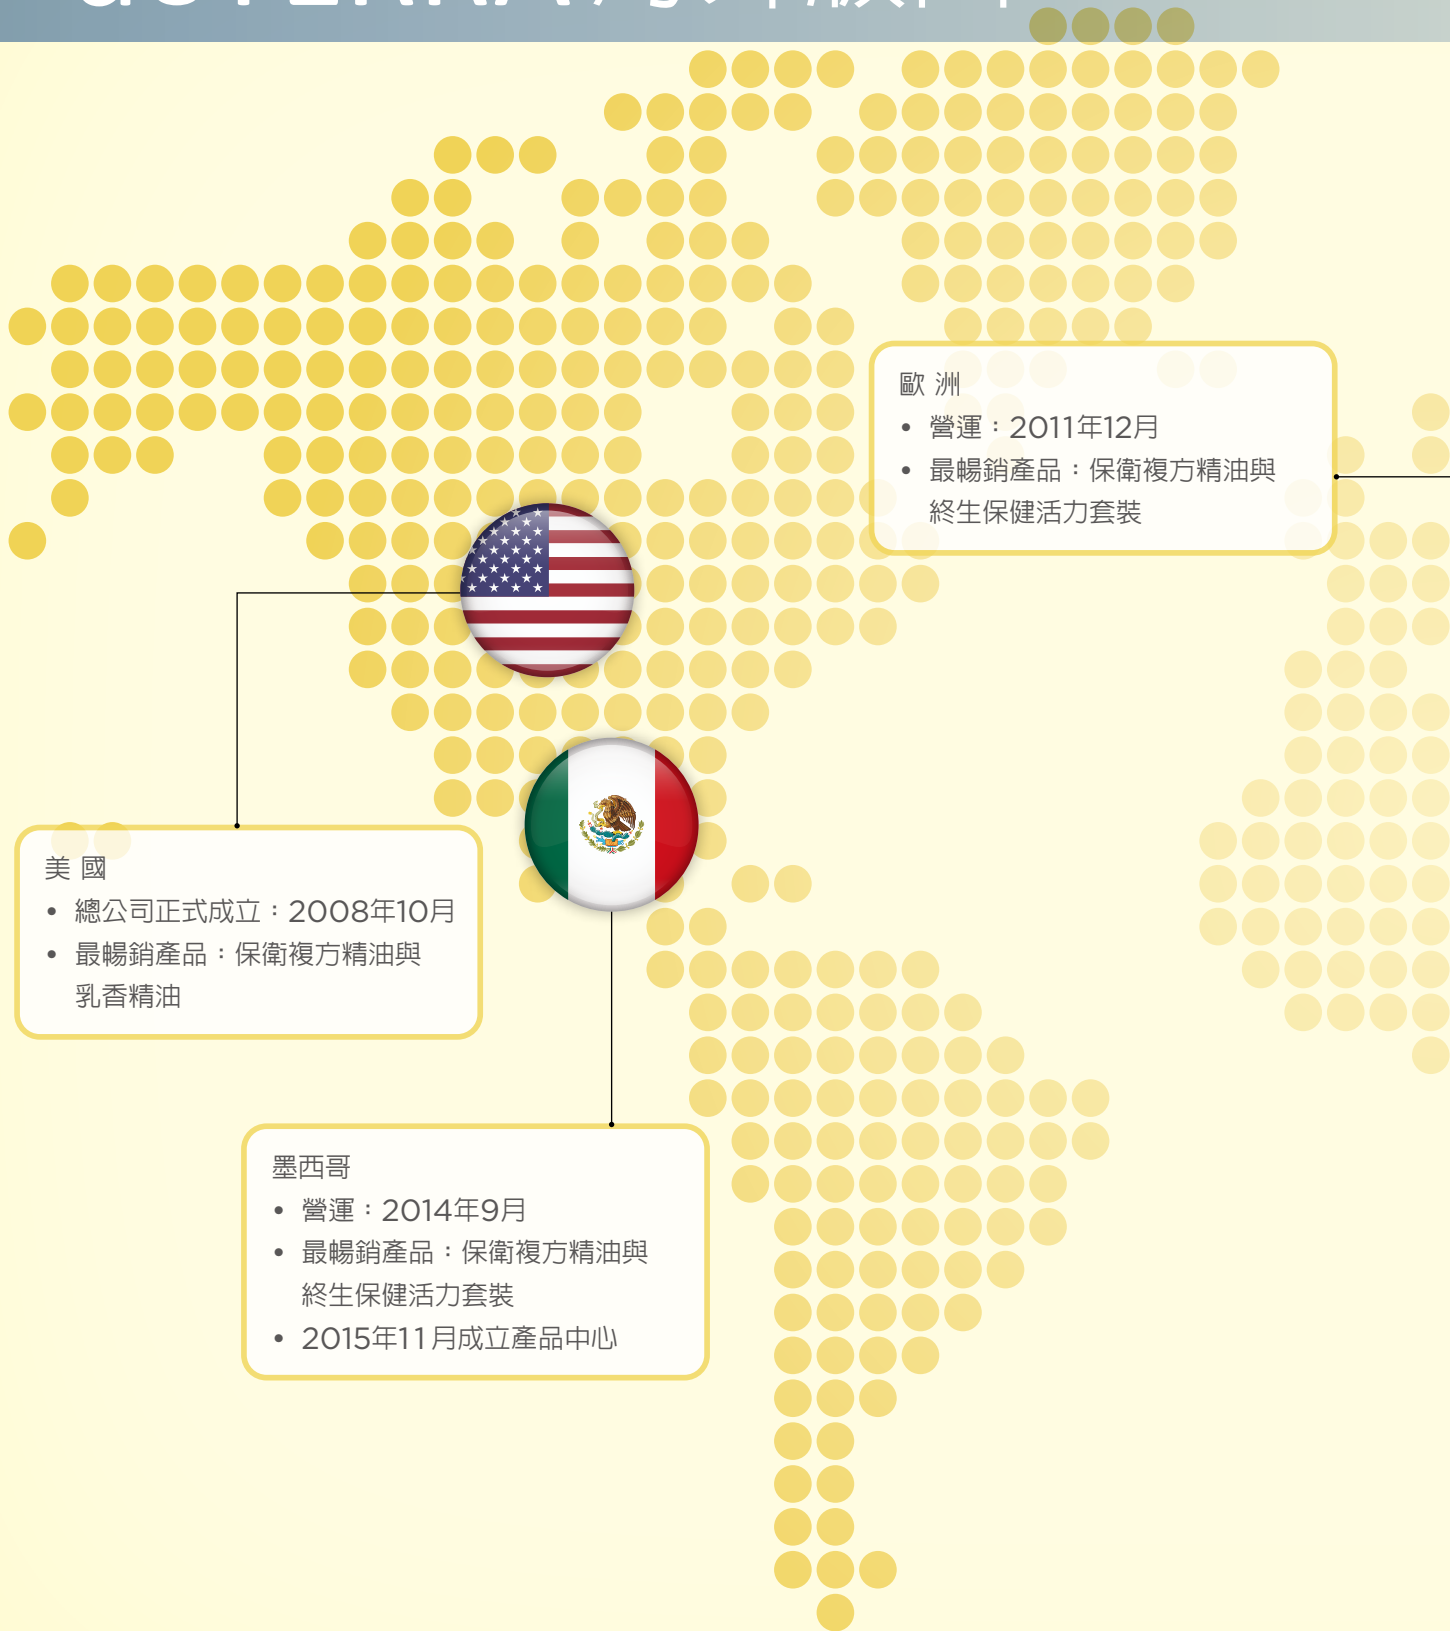 歐 洲
• 營運：2011年12月
• 最暢銷產品：保衛複方精油與
終生保健活力套裝
美 國
• 總公司正式成立：2008年10月
• 最暢銷產品：保衛複方精油與
乳香精油
墨西哥
• 營運：2014年9月
• 最暢銷產品：保衛複方精油與
終生保健活力套裝
• 2015年11月成立產品中心